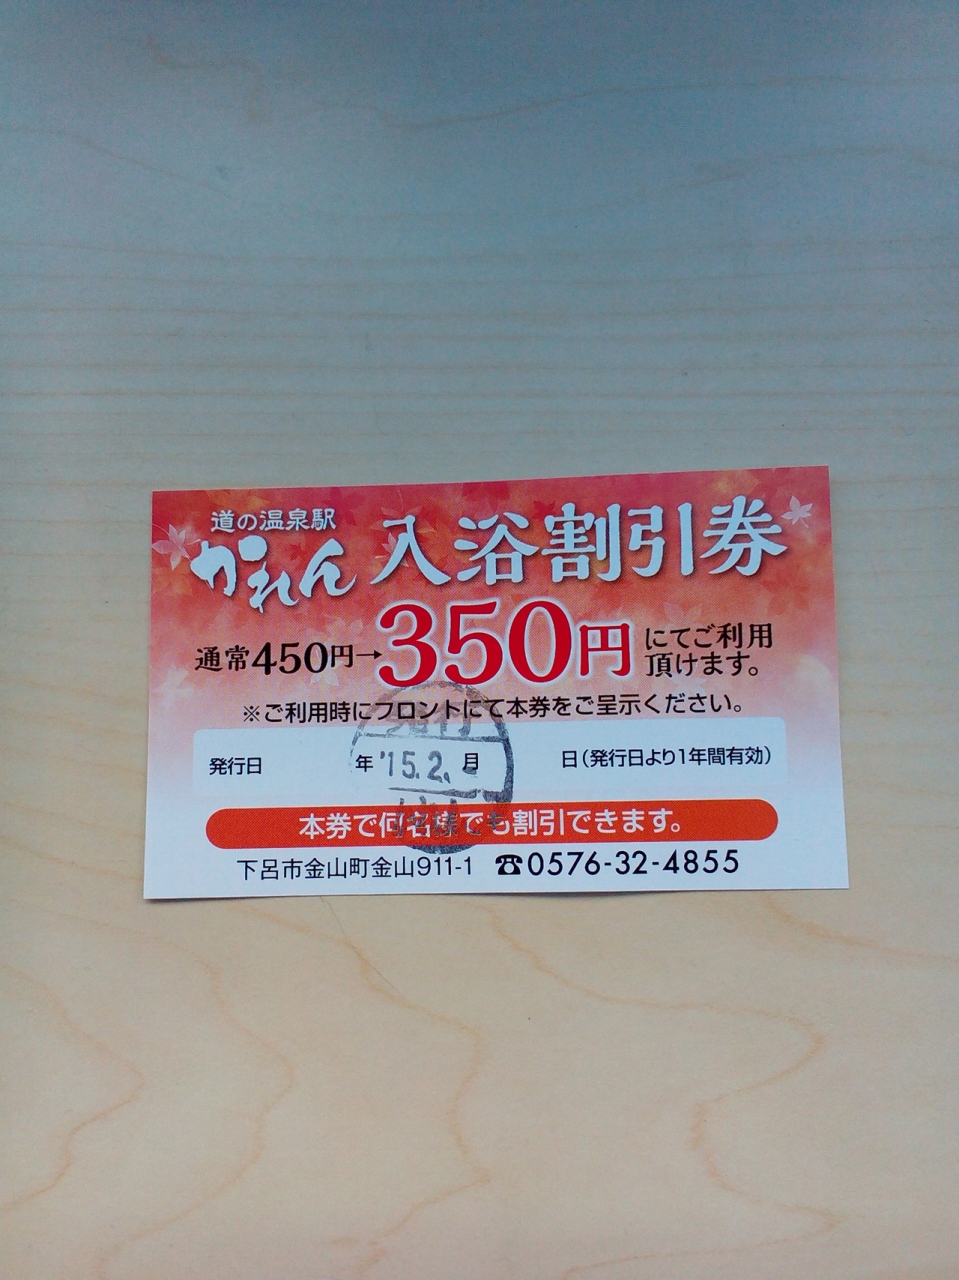 道の温泉駅
かれん
入浴割引券
通常450円→350円にてご利用頂けます。
※ご利用時にフロントにて本券をご呈示ください。
発行日 年 月 日(発行日より1年間有効)
'15.2.
本券で何名様でも割引できます。
下呂市金山町金山911-1 ☎0576-32-4855